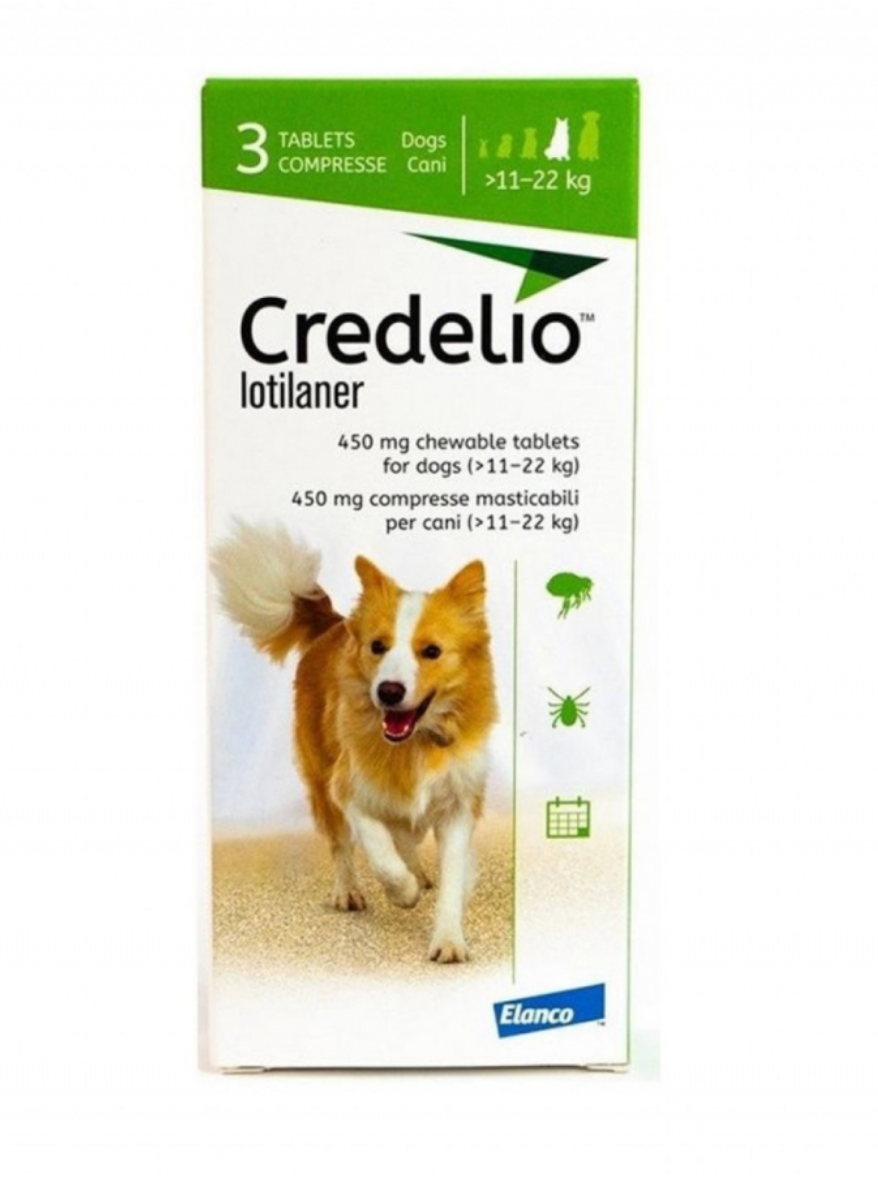 3 TABLETS Dogs
COMPRESSE Cani
>11–22 kg
Credelio™
lotilaner
450 mg chewable tablets
for dogs (>11–22 kg)
450 mg compresse masticabili
per cani (>11–22 kg)
Elanco™